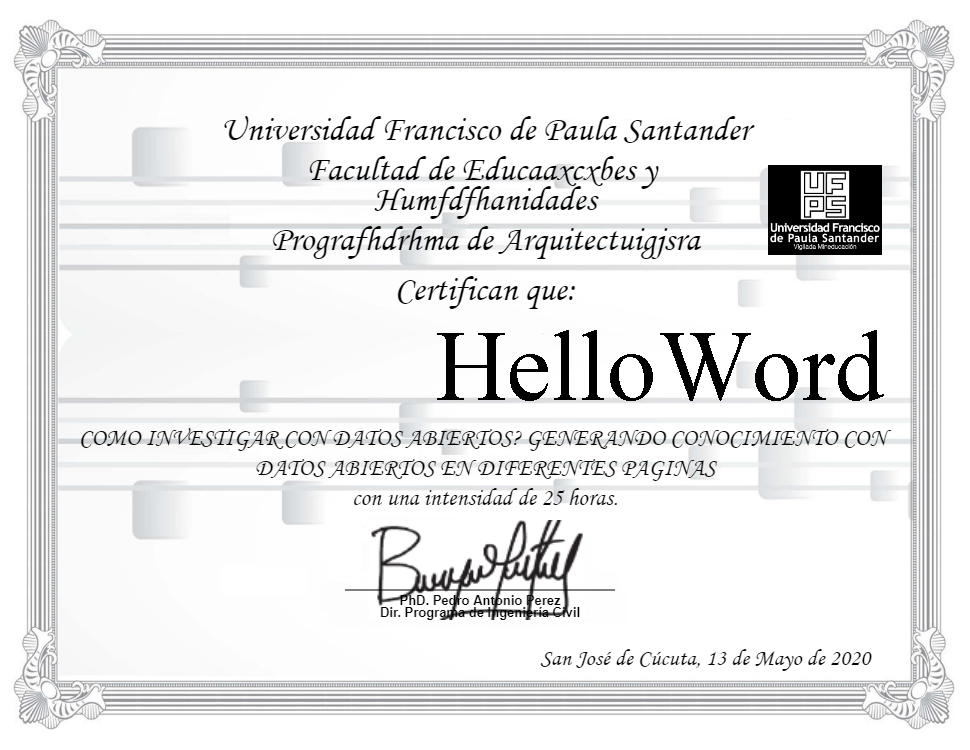 Universidad Francisco de Paula Santander
Facultad de Educaaxcxbes y
Humfdfhanidades
Prografhdrhma de Arquitectuigjsra
UFPS
Universidad Francisco
de Paula Santander
Vigilada Mineducación
Certifican que:
Hello Word
COMO INVESTIGAR CON DATOS ABIERTOS? GENERANDO CONOCIMIENTO CON
DATOS ABIERTOS EN DIFERENTES PAGINAS
con una intensidad de 25 horas.
PhD. Pedro Antonio Perez
Dir. Programa de Ingenieria Civil
San José de Cúcuta, 13 de Mayo de 2020